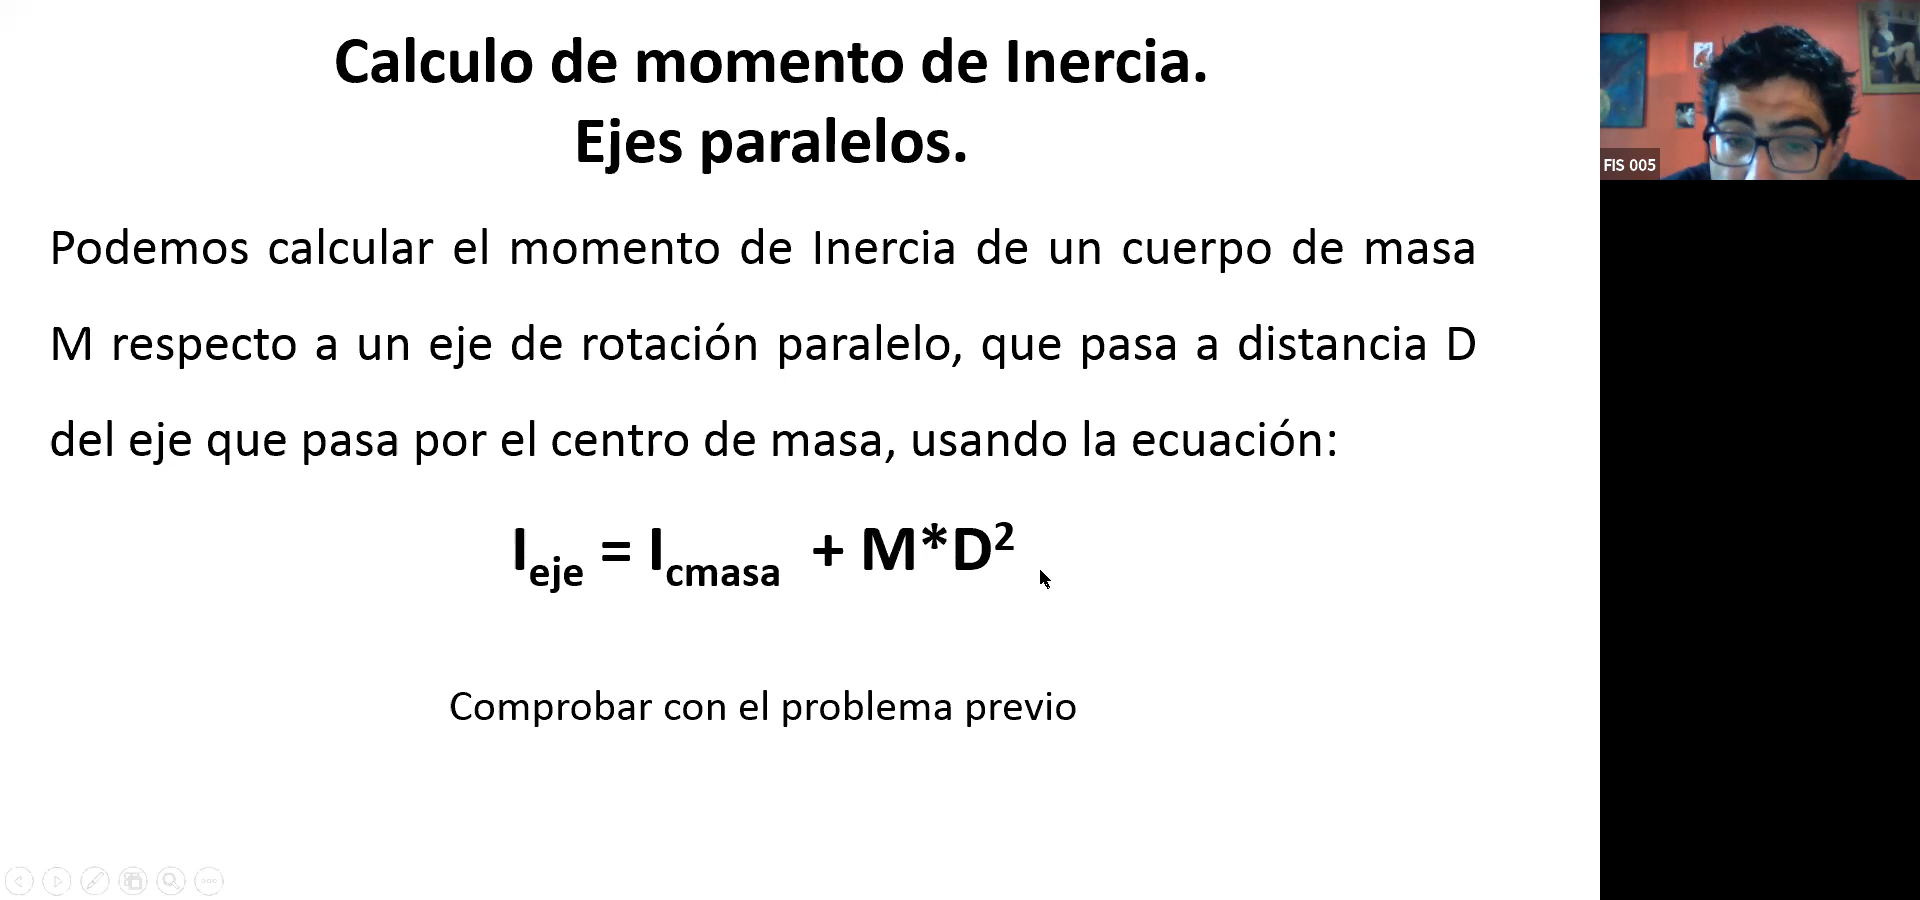 Calculo de momento de Inercia.
Ejes paralelos.
Podemos calcular el momento de Inercia de un cuerpo de masa
M respecto a un eje de rotación paralelo, que pasa a distancia D
del eje que pasa por el centro de masa, usando la ecuación:
I_eje = I_cmasa + M*D²
Comprobar con el problema previo
FIS 005